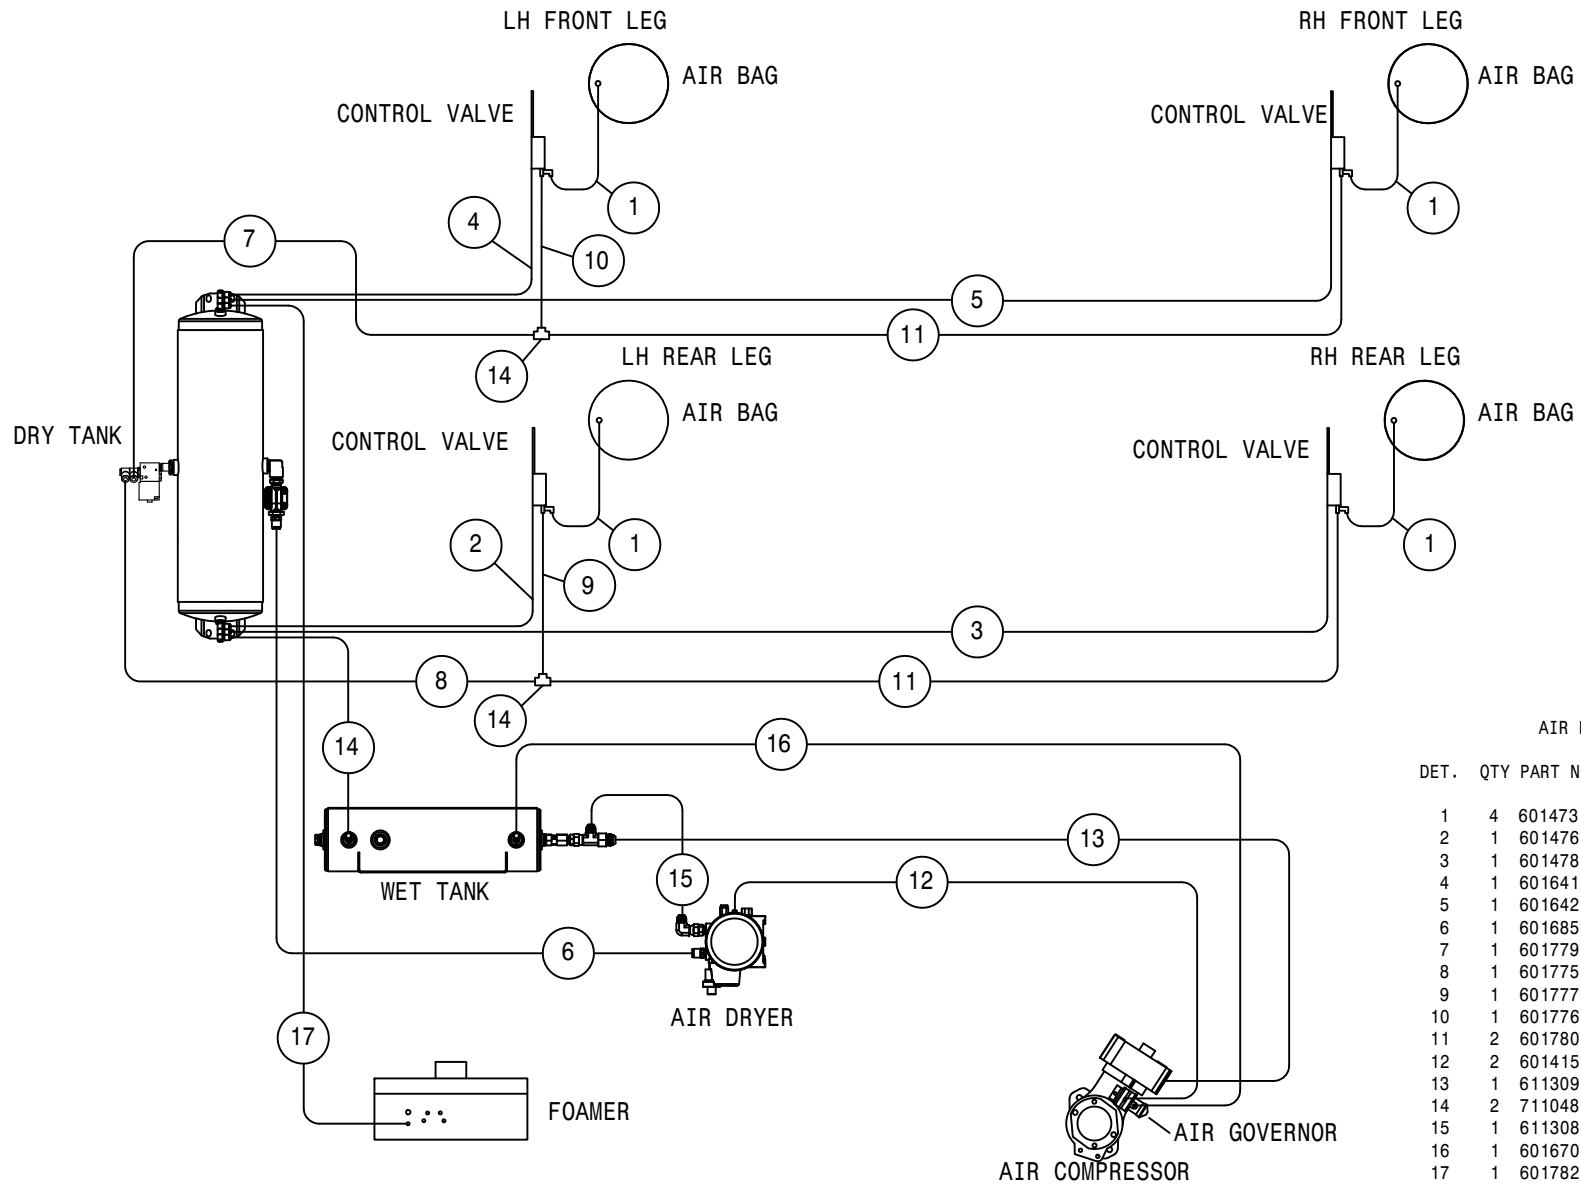 LH FRONT LEG
RH FRONT LEG
AIR BAG
AIR BAG
CONTROL VALVE
CONTROL VALVE
1
1
4
7
10
5
11
14
LH REAR LEG
RH REAR LEG
AIR BAG
AIR BAG
DRY TANK
CONTROL VALVE
CONTROL VALVE
2
1
1
9
3
8
11
14
14
16
13
WET TANK
15
12
6
AIR DRYER
17
FOAMER
AIR GOVERNOR
AIR COMPRESSOR
AIR
DET. QTY PART N
1 4 601473
2 1 601476
3 1 601478
4 1 601641
5 1 601642
6 1 601685
7 1 601779
8 1 601775
9 1 601777
10 1 601776
11 2 601780
12 2 601415
13 1 611309
14 2 711048
15 1 611308
16 1 601670
17 1 601782